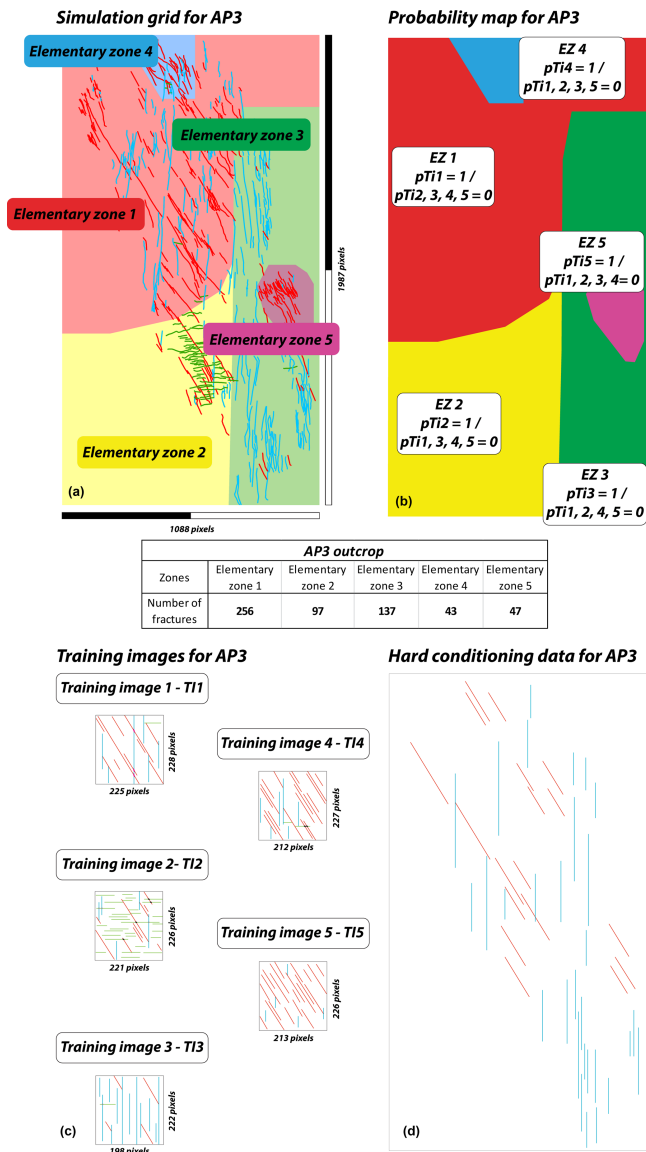 Simulation grid for AP3
Elementary zone 4
Elementary zone 3
Elementary zone 1
Elementary zone 5
Elementary zone 2
(a)
1987 pixels
1088 pixels
Probability map for AP3
EZ 4
pTi4 = 1 /
pTi1, 2, 3, 5 = 0
EZ 1
pTi1 = 1 /
pTi2, 3, 4, 5 = 0
EZ 5
pTi5 = 1 /
pTi1, 2, 3, 4= 0
EZ 2
pTi2 = 1 /
pTi1, 3, 4, 5 = 0
EZ 3
pTi3 = 1 /
pTi1, 2, 4, 5 = 0
(b)
AP3 outcrop
Zones Elementary zone 1 Elementary zone 2 Elementary zone 3 Elementary zone 4 Elementary zone 5
Number of fractures 256 97 137 43 47
Training images for AP3
Training image 1 - TI1
228 pixels
225 pixels
Training image 4 - TI4
227 pixels
212 pixels
Training image 2- TI2
226 pixels
221 pixels
Training image 5 - TI5
226 pixels
213 pixels
Training image 3 - TI3
222 pixels
198 pixels
(c)
Hard conditioning data for AP3
(d)